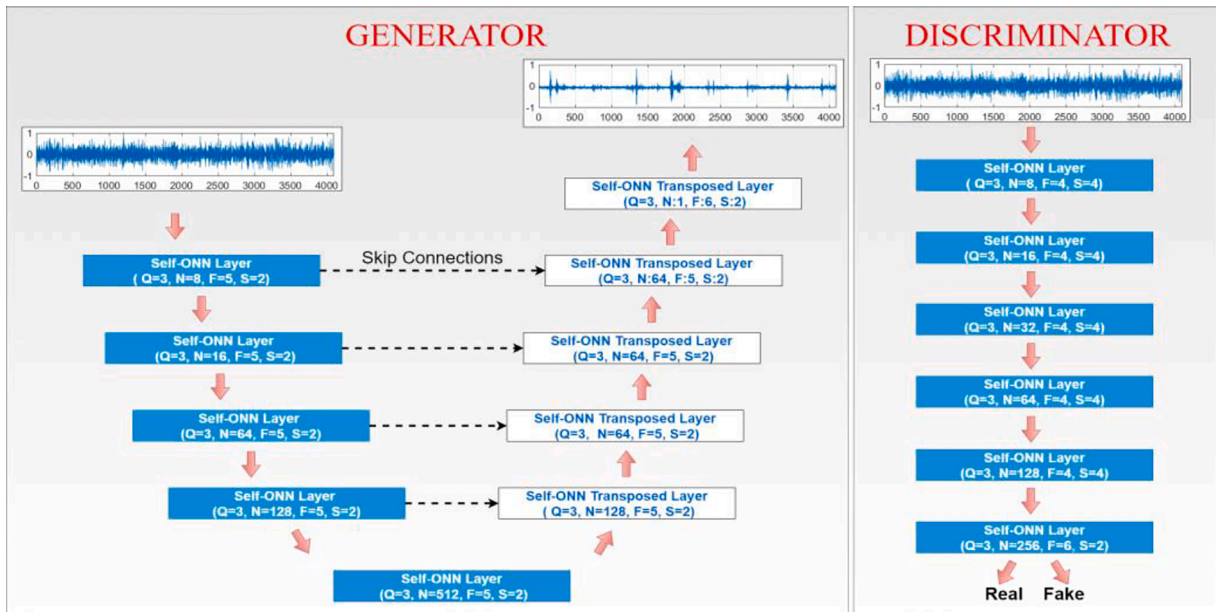 GENERATOR
1
0
-1
0 500 1000 1500 2000 2500 3000 3500 4000
1
0
-1
0 500 1000 1500 2000 2500 3000 3500 4000
Self-ONN Layer
( Q=3, N=8, F=5, S=2)
Self-ONN Layer
(Q=3, N=16, F=5, S=2)
Self-ONN Layer
(Q=3, N=64, F=5, S=2)
Self-ONN Layer
(Q=3, N=128, F=5, S=2)
Self-ONN Layer
(Q=3, N=512, F=5, S=2)
Skip Connections
Self-ONN Transposed Layer
(Q=3, N:1, F:6, S:2)
Self-ONN Transposed Layer
(Q=3, N:64, F:5, S:2)
Self-ONN Transposed Layer
(Q=3, N=64, F=5, S=2)
Self-ONN Transposed Layer
(Q=3, N=64, F=5, S=2)
Self-ONN Transposed Layer
( Q=3, N=128, F=5, S=2)
DISCRIMINATOR
1
0
-1
0 500 1000 1500 2000 2500 3000 3500 4000
Self-ONN Layer
( Q=3, N=8, F=4, S=4)
Self-ONN Layer
(Q=3, N=16, F=4, S=4)
Self-ONN Layer
(Q=3, N=32, F=4, S=4)
Self-ONN Layer
(Q=3, N=64, F=4, S=4)
Self-ONN Layer
(Q=3, N=128, F=4, S=4)
Self-ONN Layer
(Q=3, N=256, F=6, S=2)
Real Fake